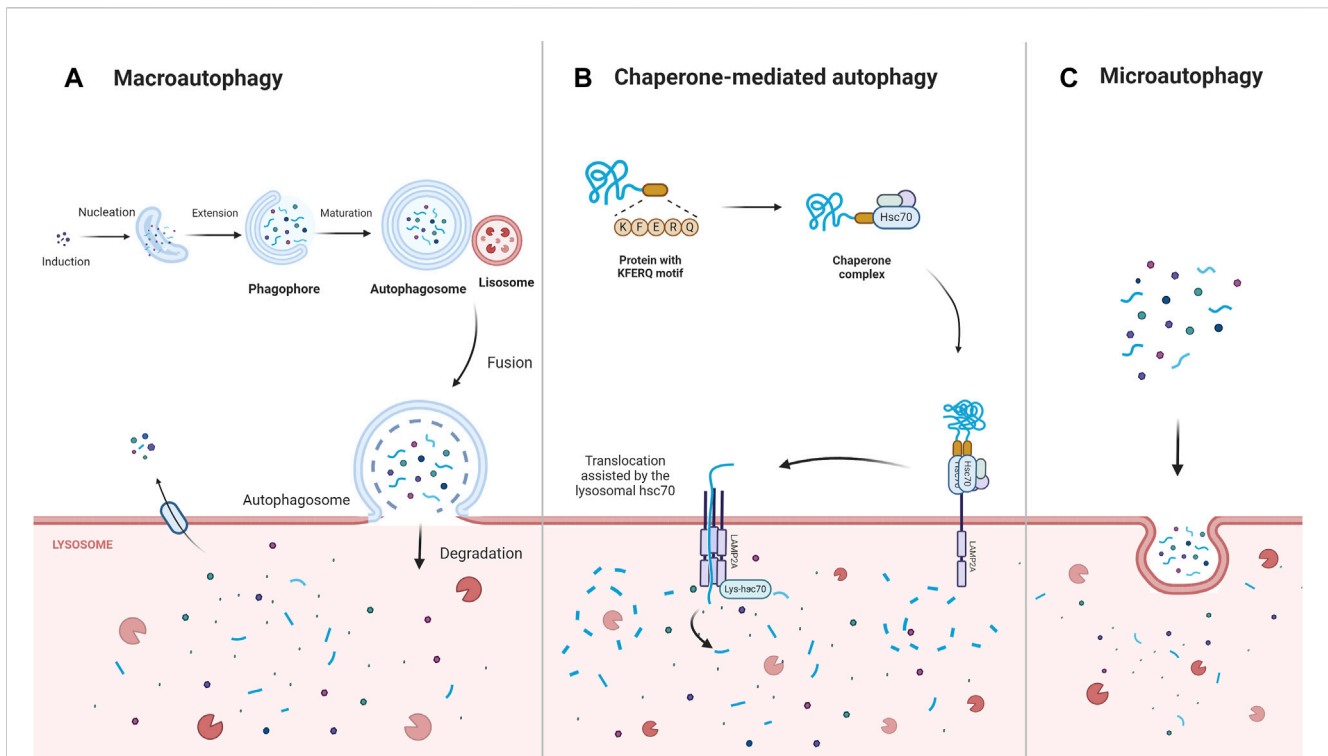 A Macroautophagy
Nucleation
Extension
Maturation
Induction
Phagophore
Autophagosome
Lisosome
Fusion
Autophagosome
LYSOSOME
Degradation
B Chaperone-mediated autophagy
K F E R Q
Hsc70
Protein with
KFERQ motif
Chaperone
complex
Translocation
assisted by the
lysosomal hsc70
Hsc70
Hsc70
LAMP2A
LAMP2A
Lys-hsc70
C Microautophagy